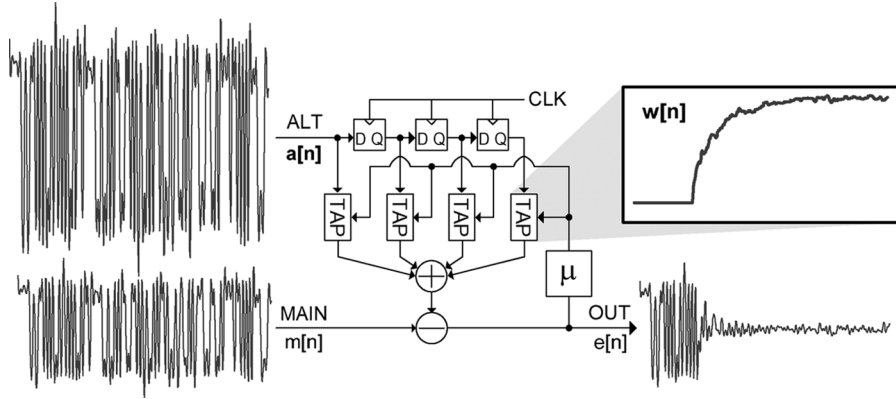 CLK
ALT
a[n]
D Q
D Q
D Q
w[n]
TAP
TAP
TAP
TAP
+
μ
MAIN
m[n]
−
OUT
e[n]